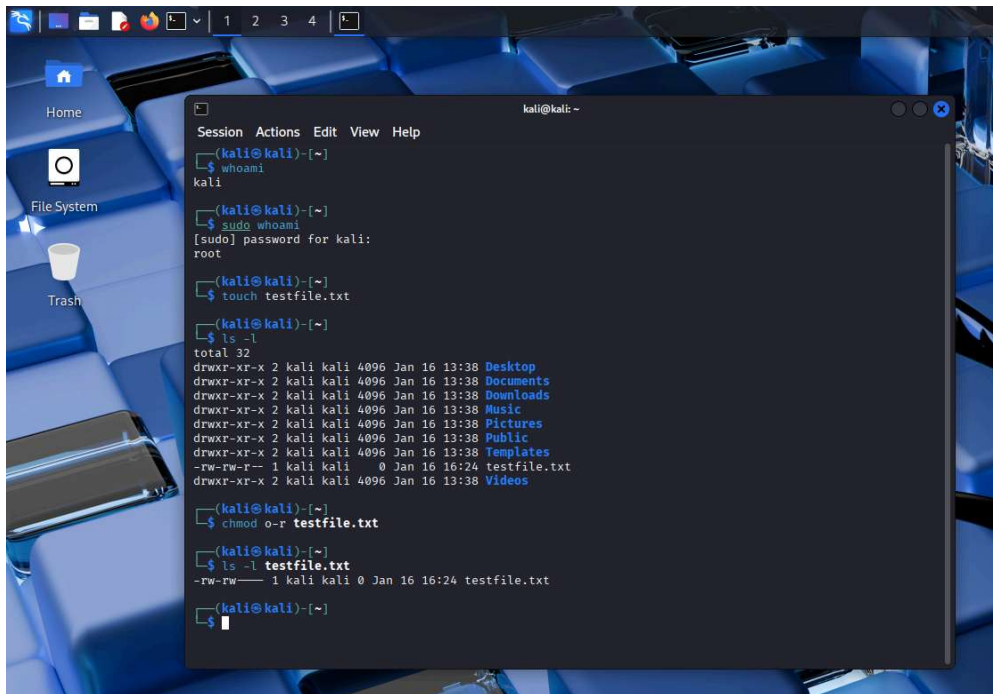 1 2 3 4
Home
File System
Trash
kali@kali: ~
Session Actions Edit View Help
┌──(kali㉿kali)-[~]
└─$ whoami
kali
┌──(kali㉿kali)-[~]
└─$ sudo whoami
[sudo] password for kali:
root
┌──(kali㉿kali)-[~]
└─$ touch testfile.txt
┌──(kali㉿kali)-[~]
└─$ ls -l
total 32
drwxr-xr-x 2 kali kali 4096 Jan 16 13:38 Desktop
drwxr-xr-x 2 kali kali 4096 Jan 16 13:38 Documents
drwxr-xr-x 2 kali kali 4096 Jan 16 13:38 Downloads
drwxr-xr-x 2 kali kali 4096 Jan 16 13:38 Music
drwxr-xr-x 2 kali kali 4096 Jan 16 13:38 Pictures
drwxr-xr-x 2 kali kali 4096 Jan 16 13:38 Public
drwxr-xr-x 2 kali kali 4096 Jan 16 13:38 Templates
-rw-rw-r-- 1 kali kali    0 Jan 16 16:24 testfile.txt
drwxr-xr-x 2 kali kali 4096 Jan 16 13:38 Videos
┌──(kali㉿kali)-[~]
└─$ chmod o-r testfile.txt
┌──(kali㉿kali)-[~]
└─$ ls -l testfile.txt
-rw-rw---- 1 kali kali 0 Jan 16 16:24 testfile.txt
┌──(kali㉿kali)-[~]
└─$